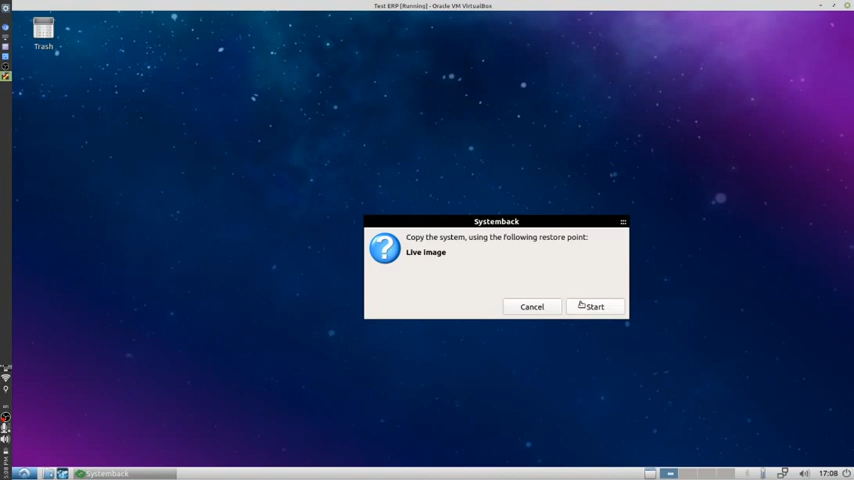 Test ERP [Running] - Oracle VM VirtualBox
Trash
Systemback
Copy the system, using the following restore point:
Live image
Cancel
Start
Systemback
17:08